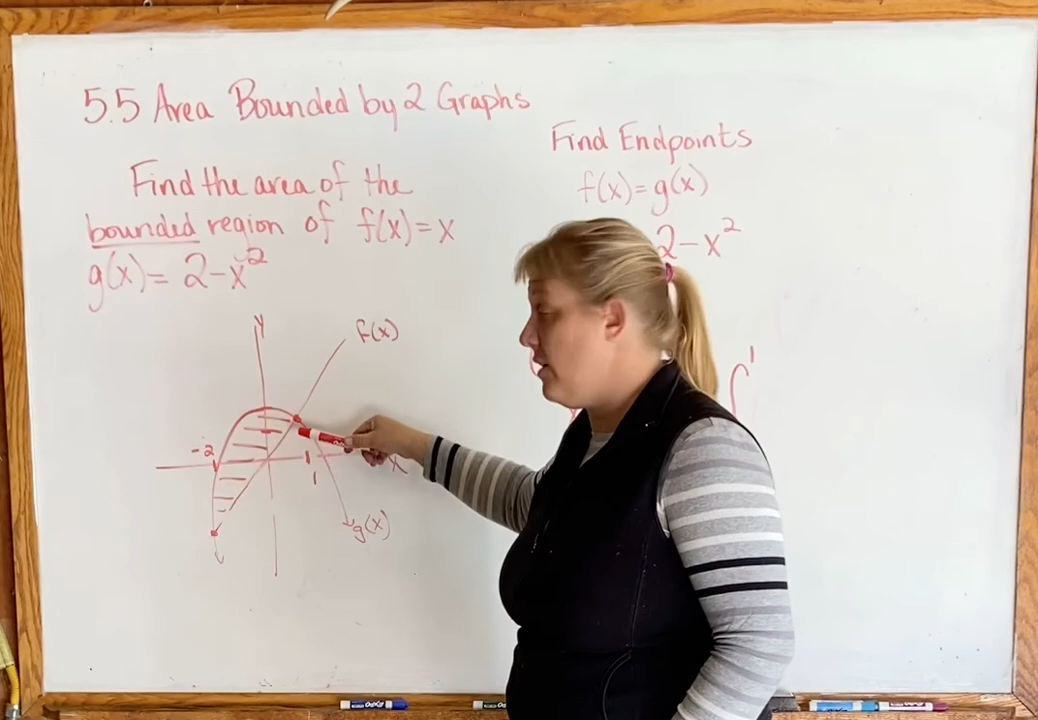 5.5 Area Bounded by 2 Graphs
Find the area of the
bounded region of f(x)=x
g(x)= 2-x²
y
f(x)
-2
x
1
g(x)
Find Endpoints
f(x)=g(x)
2-x²
∫¹